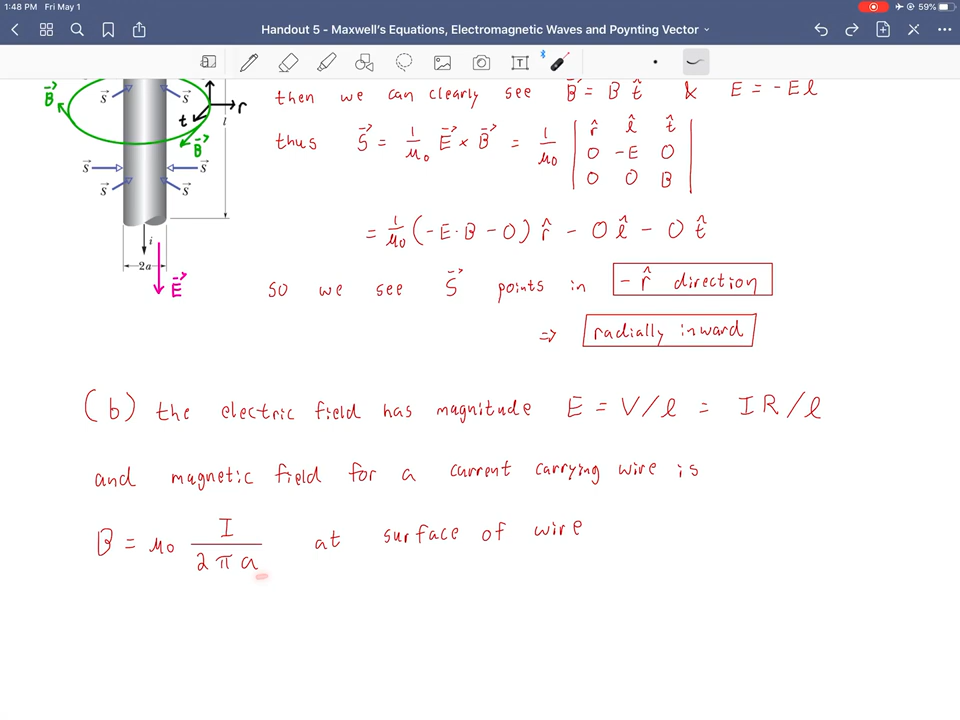 1:48 PM Fri May 1
59%
Handout 5 - Maxwell's Equations, Electromagnetic Waves and Poynting Vector
then we can clearly see B⃗ = B t̂ & E = -E l
thus S⃗ = 1/μ₀ E⃗ × B⃗ = 1/μ₀ | r̂ l̂ t̂ |
| 0 -E 0 |
| 0 0 B |
= 1/μ₀ (-E·B - 0) r̂ - 0 l̂ - 0 t̂
so we see S⃗ points in - r̂ direction
⇒ radially inward
B⃗ S⃗ S⃗ r
t B⃗ l
S⃗ S⃗
S⃗ S⃗
i
2a
E⃗
(b) the electric field has magnitude E = V/l = IR/l
and magnetic field for a current carrying wire is
B = μ₀ I/2πa at surface of wire